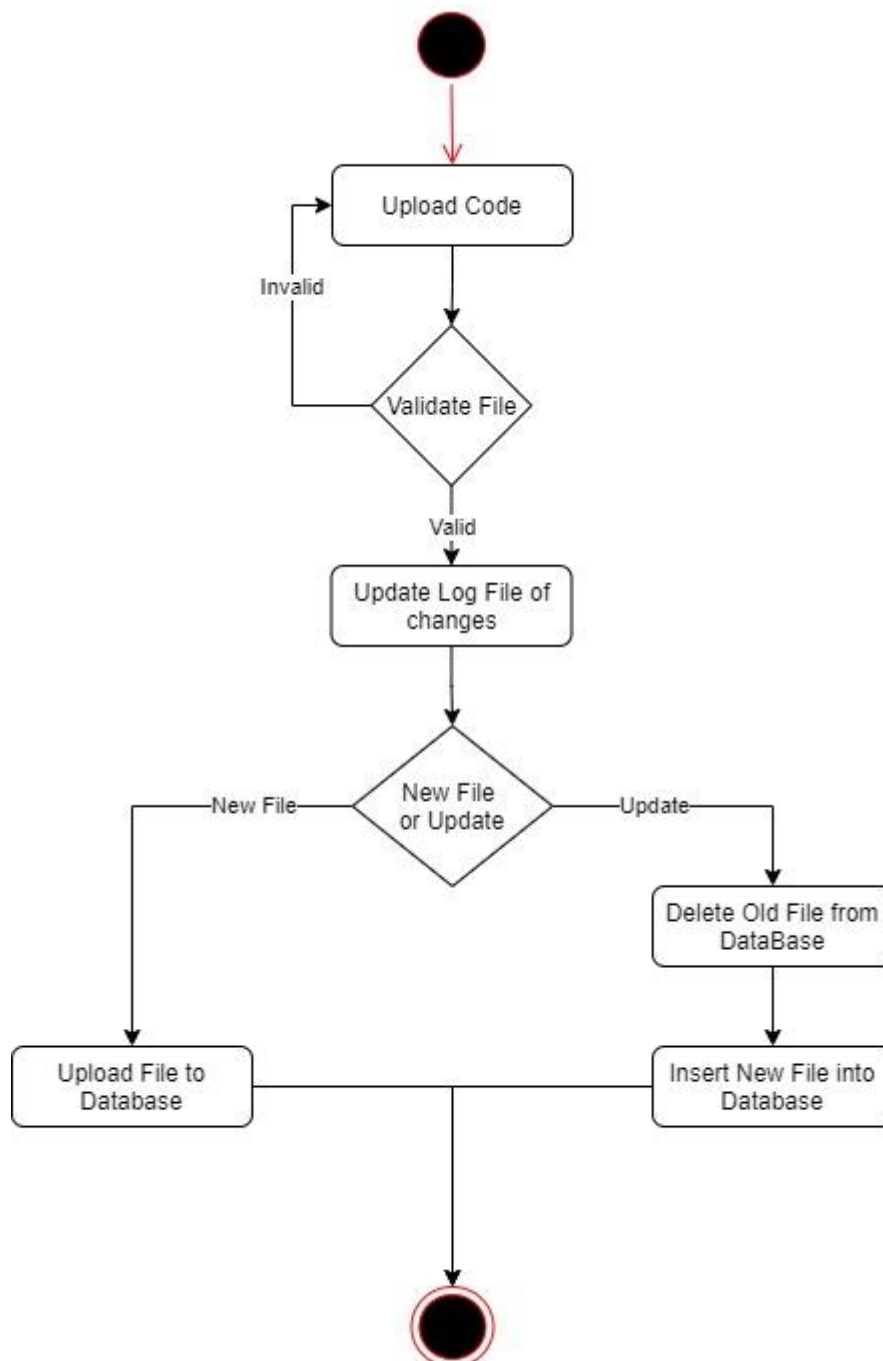 Upload Code
Invalid
Validate File
Valid
Update Log File of
changes
New File
New File
or Update
Update
Delete Old File from
DataBase
Upload File to
Database
Insert New File into
Database